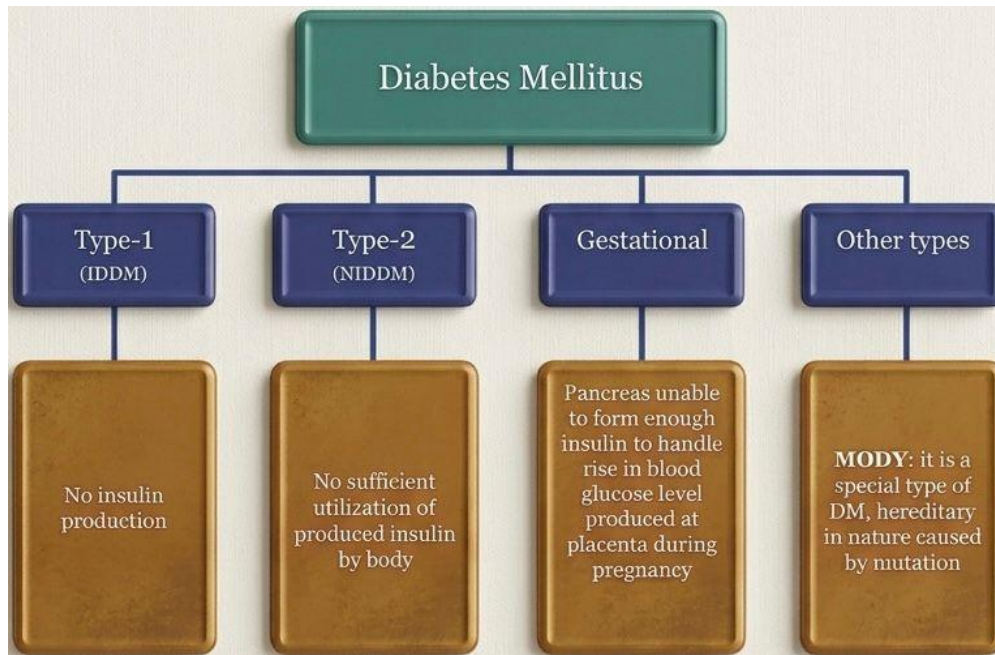 Diabetes Mellitus
Type-1
(IDDM)
Type-2
(NIDDM)
Gestational
Other types
No insulin
production
No sufficient
utilization of
produced insulin
by body
Pancreas unable
to form enough
insulin to handle
rise in blood
glucose level
produced at
placenta during
pregnancy
MODY: it is a
special type of
DM, hereditary
in nature caused
by mutation